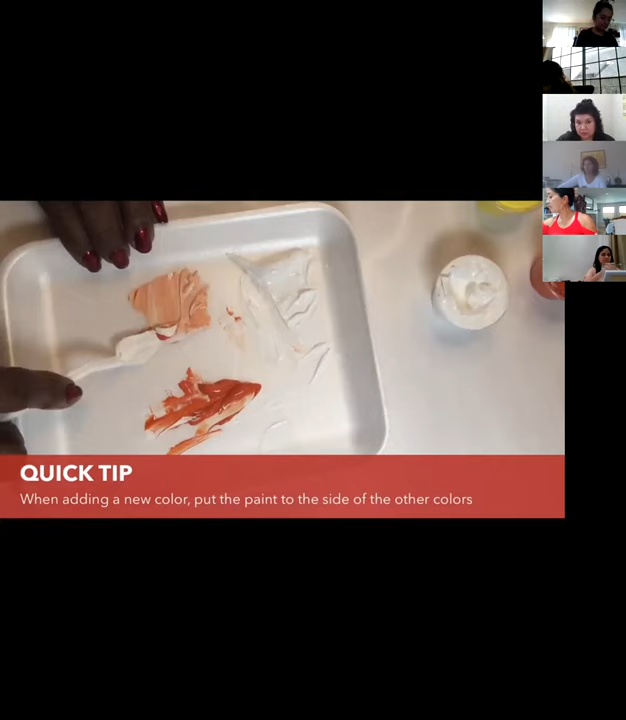 QUICK TIP
When adding a new color, put the paint to the side of the other colors